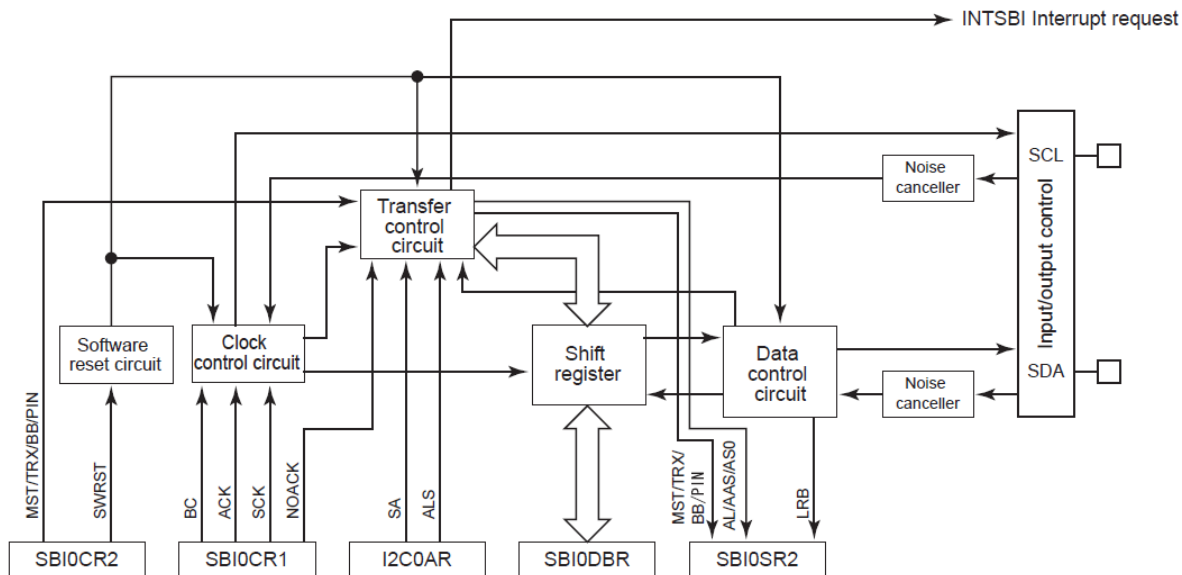 INTSBI Interrupt request
SCL
Input/output control
SDA
Noise
canceller
Transfer
control
circuit
Software
reset circuit
Clock
control circuit
Shift
register
Data
control
circuit
Noise
canceller
MST/TRX/BB/PIN
SWRST
BC
ACK
SCK
NOACK
SA
ALS
MST/TRX/
BB/PIN
AL/AAS/AS0
LRB
SBI0CR2
SBI0CR1
I2C0AR
SBI0DBR
SBI0SR2